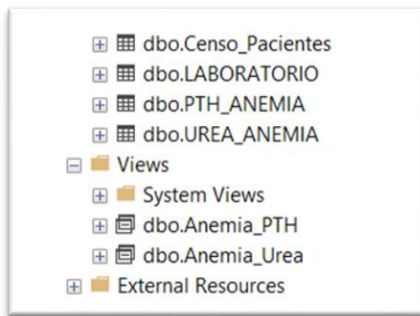 dbo.Censo_Pacientes
dbo.LABORATORIO
dbo.PTH_ANEMIA
dbo.UREA_ANEMIA
Views
System Views
dbo.Anemia_PTH
dbo.Anemia_Urea
External Resources